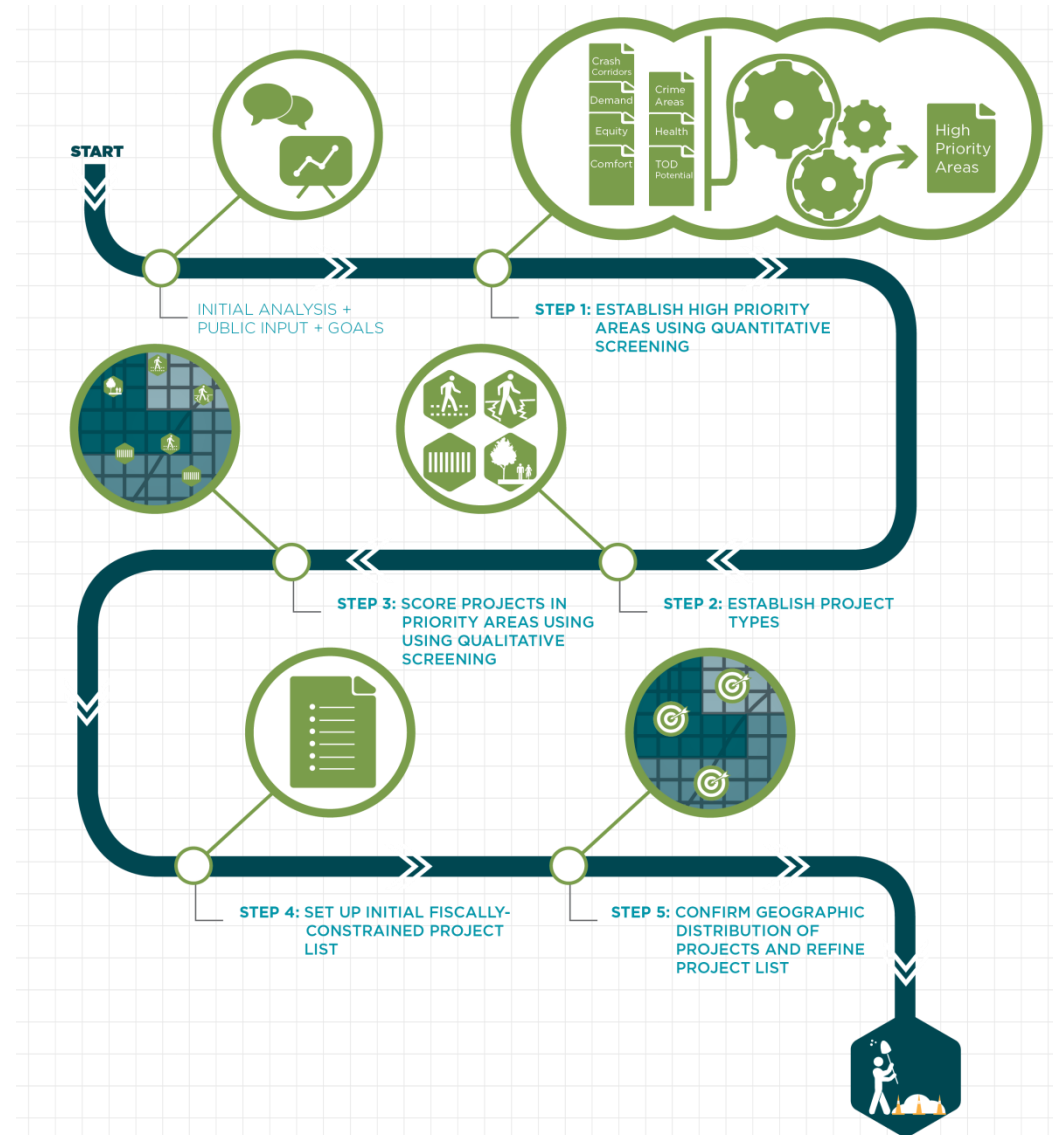 START
Crash
Corridors
Demand
Equity
Comfort
Crime
Areas
Health
TOD
Potential
High
Priority
Areas
INITIAL ANALYSIS +
PUBLIC INPUT + GOALS
STEP 1: ESTABLISH HIGH PRIORITY
AREAS USING QUANTITATIVE
SCREENING
STEP 2: ESTABLISH PROJECT
TYPES
STEP 3: SCORE PROJECTS IN
PRIORITY AREAS USING
USING QUALITATIVE
SCREENING
STEP 4: SET UP INITIAL FISCALLY-
CONSTRAINED PROJECT
LIST
STEP 5: CONFIRM GEOGRAPHIC
DISTRIBUTION OF
PROJECTS AND REFINE
PROJECT LIST